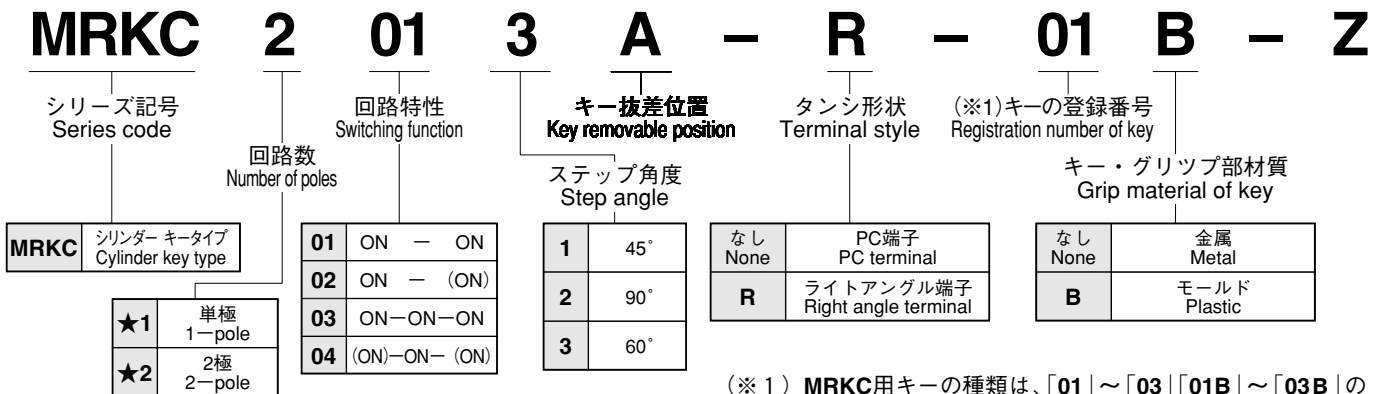 MRKC 2 01 3 A － R － 01 B － Z
シリーズ記号
Series code
回路数
Number of poles
回路特性
Switching function
キー抜差位置
Key removable position
ステップ角度
Step angle
タンシ形状
Terminal style
(※1)キーの登録番号
Registration number of key
キー・グリツプ部材質
Grip material of key
MRKC シリンダー キータイプ
Cylinder key type
★1 単極
1－pole
★2 2極
2－pole
01 ON － ON
02 ON － (ON)
03 ON－ON－ON
04 (ON)－ON－ (ON)
1 45°
2 90°
3 60°
なし PC端子
None PC terminal
R ライトアングル端子
Right angle terminal
なし 金属
None Metal
B モールド
Plastic
(※1) MRKC用キーの種類は、「01」～「03」「01B」～「03B」の